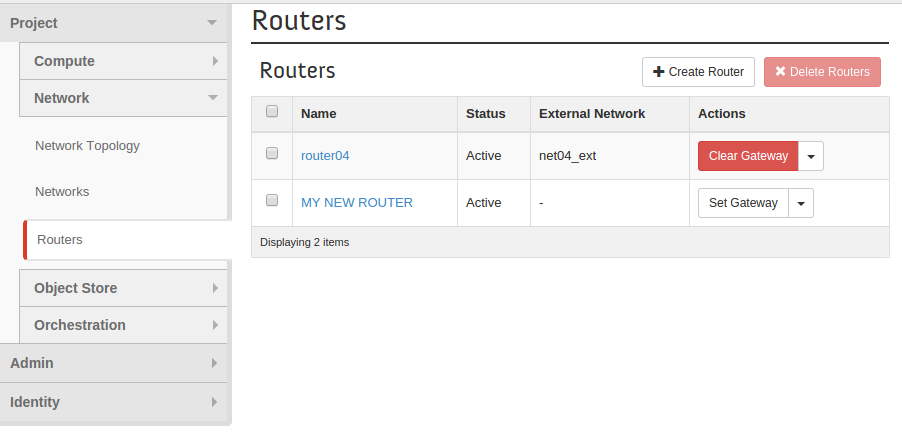 Project
Compute
Network
Network Topology
Networks
Routers
Object Store
Orchestration
Admin
Identity
Routers
Routers
Create Router
Delete Routers
Name Status External Network Actions
router04 Active net04_ext Clear Gateway
MY NEW ROUTER Active - Set Gateway
Displaying 2 items